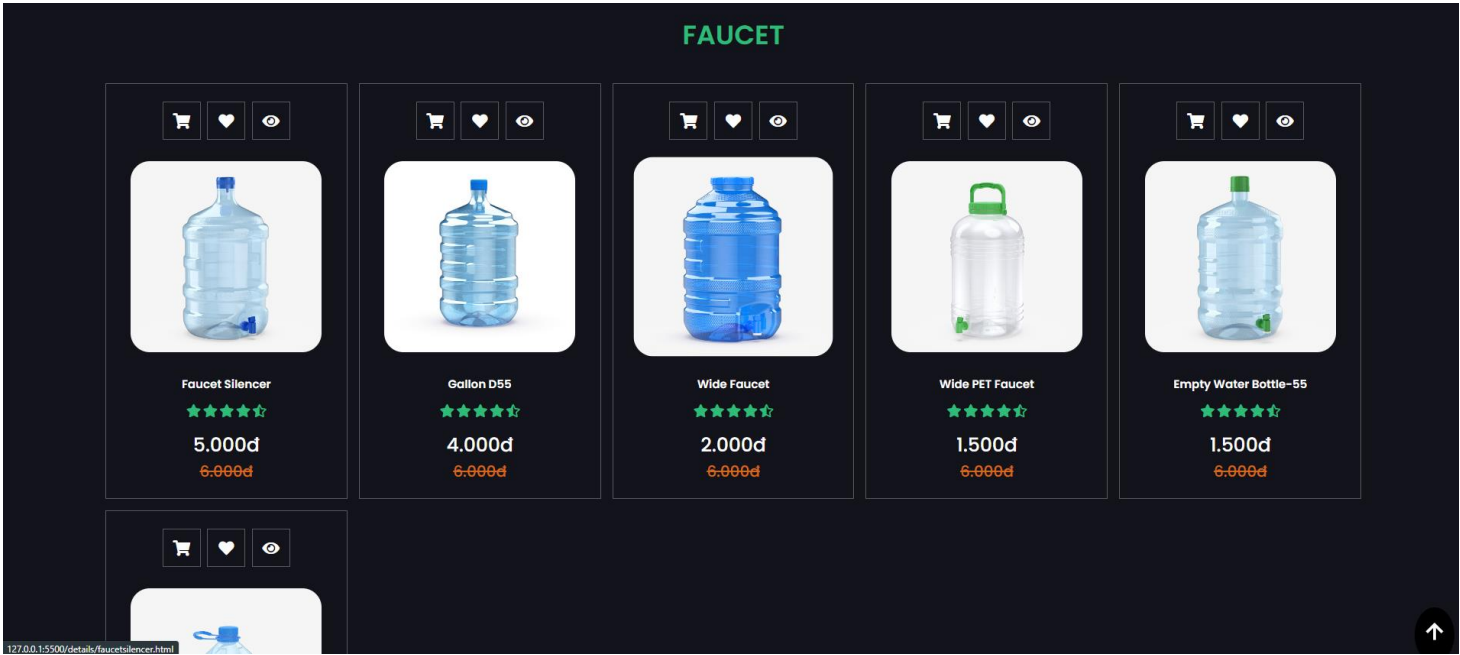 FAUCET
Faucet Silencer
5.000đ
6.000đ
Gallon D55
4.000đ
6.000đ
Wide Faucet
2.000đ
6.000đ
Wide PET Faucet
1.500đ
6.000đ
Empty Water Bottle-55
1.500đ
6.000đ
127.0.0.1:5500/details/faucetsilencer.html